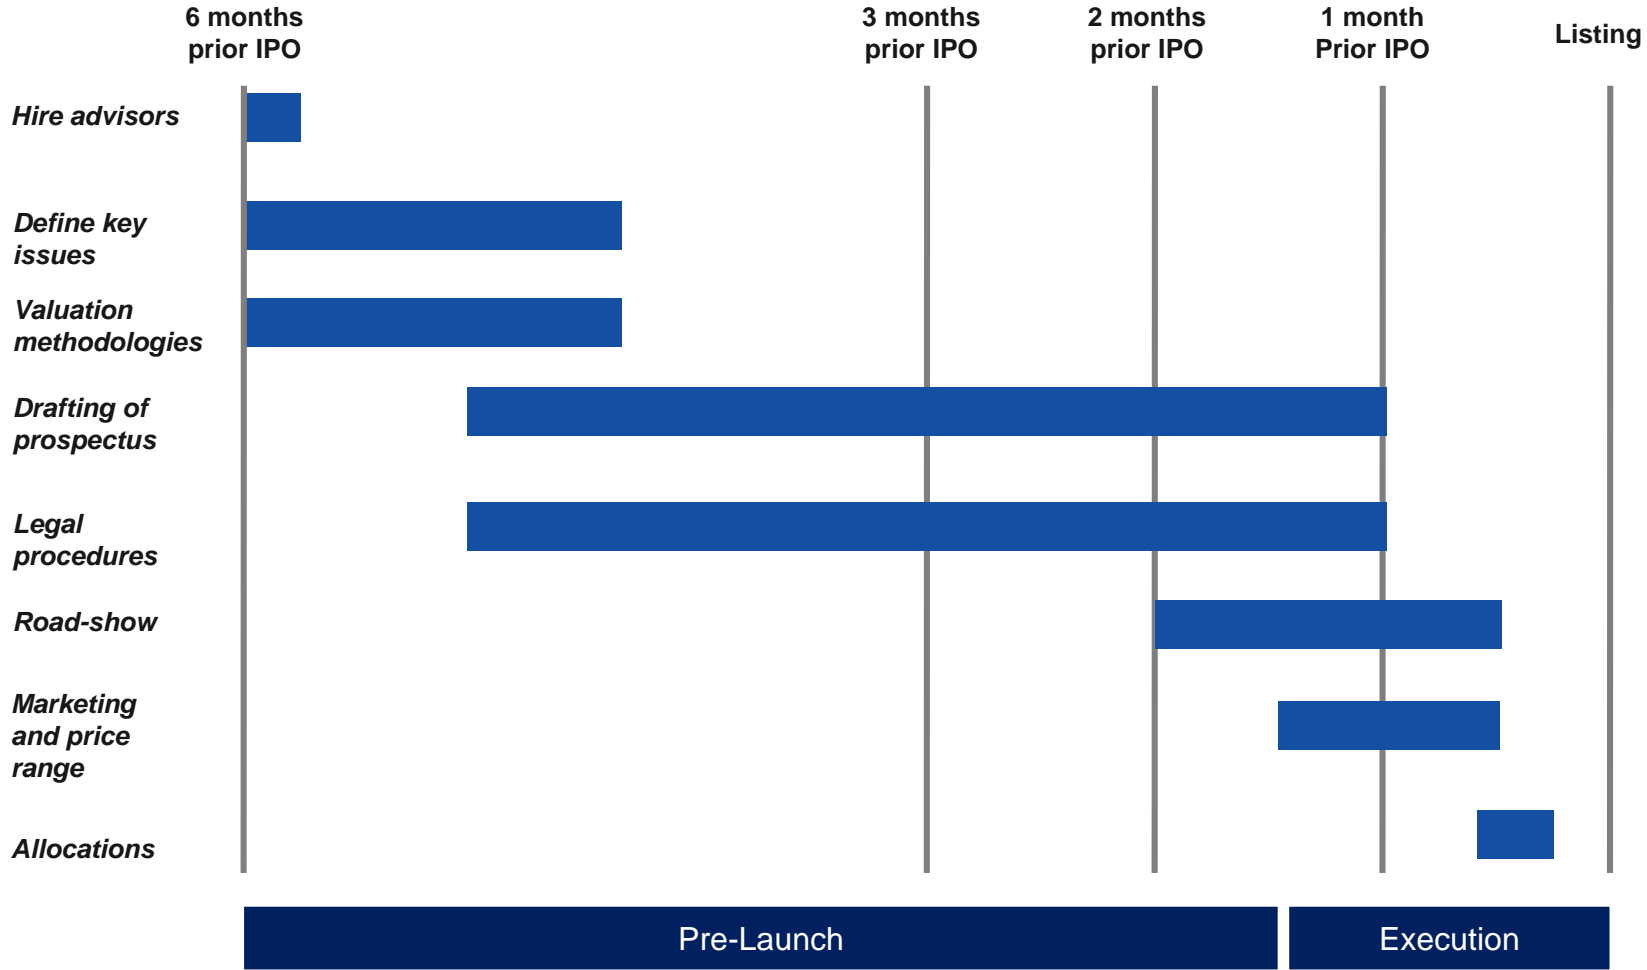 6 months
prior IPO
3 months
prior IPO
2 months
prior IPO
1 month
Prior IPO
Listing
Hire advisors
Define key
issues
Valuation
methodologies
Drafting of
prospectus
Legal
procedures
Road-show
Marketing
and price
range
Allocations
Pre-Launch
Execution